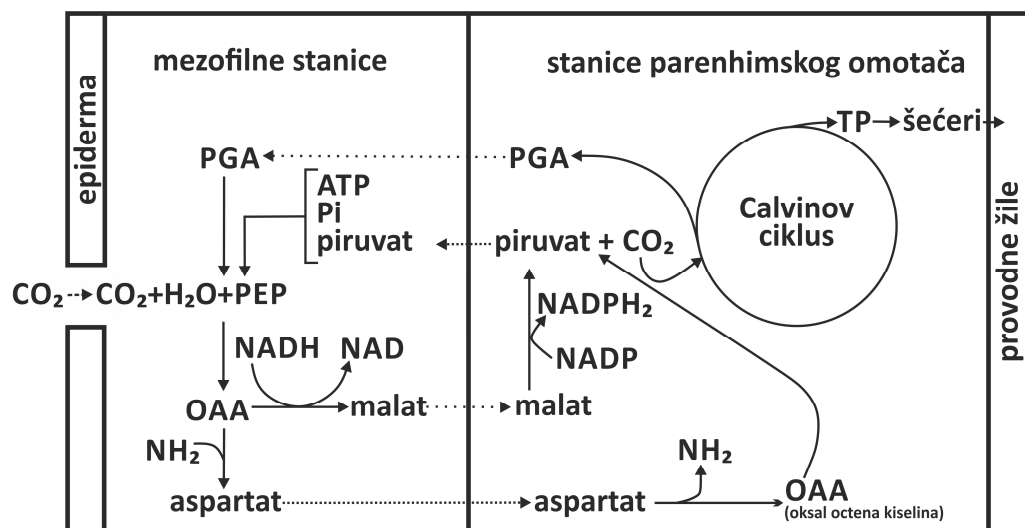 mezofilne stanice
stanice parenhimskog omotača
epiderma
provodne žile
TP
šećeri
PGA
PGA
ATP
Pi
piruvat
piruvat + CO₂
Calvinov
ciklus
CO₂
CO₂+H₂O+PEP
NADPH₂
NADP
NADH
NAD
OAA
malat
malat
NH₂
NH₂
aspartat
aspartat
OAA
(oksal octena kiselina)